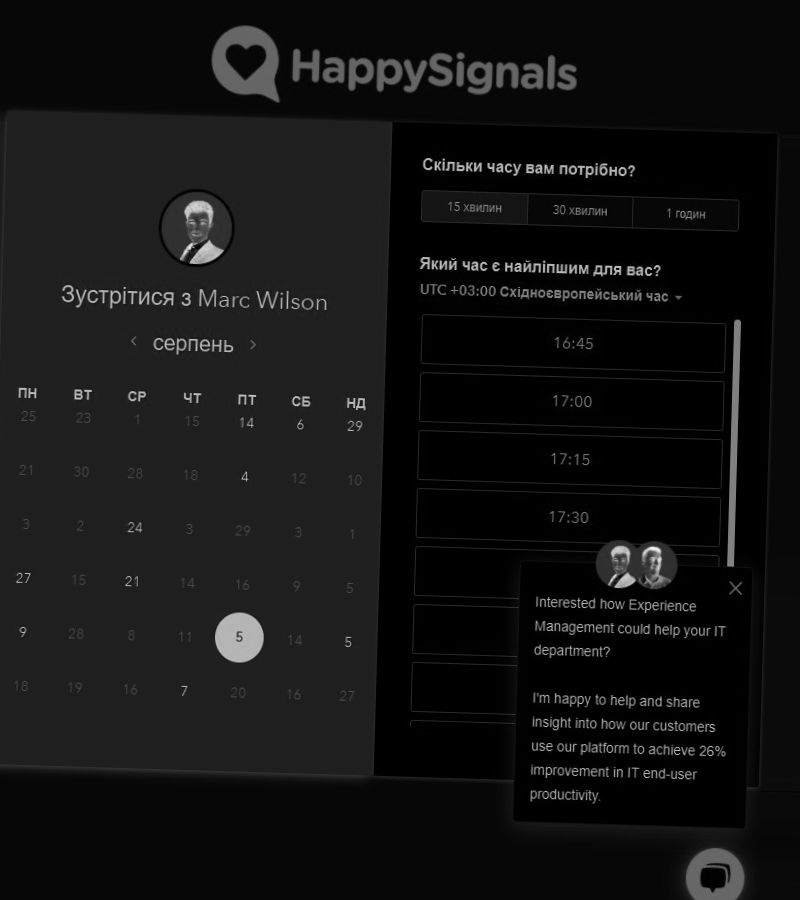 HappySignals
Зустрітися з Marc Wilson
серпень
ПН ВТ СР ЧТ ПТ СБ НД
25 23 1 15 14 6 29
21 30 28 18 4 12 10
3 2 24 3 29 3 1
27 15 21 14 16 9 5
9 28 8 11 5 14 5
18 19 16 7 20 16 27
Скільки часу вам потрібно?
15 хвилин 30 хвилин 1 годин
Який час є найліпшим для вас?
UTC +03:00 Східноєвропейський час
16:45
17:00
17:15
17:30
Interested how Experience
Management could help your IT
department?
I'm happy to help and share
insight into how our customers
use our platform to achieve 26%
improvement in IT end-user
productivity.